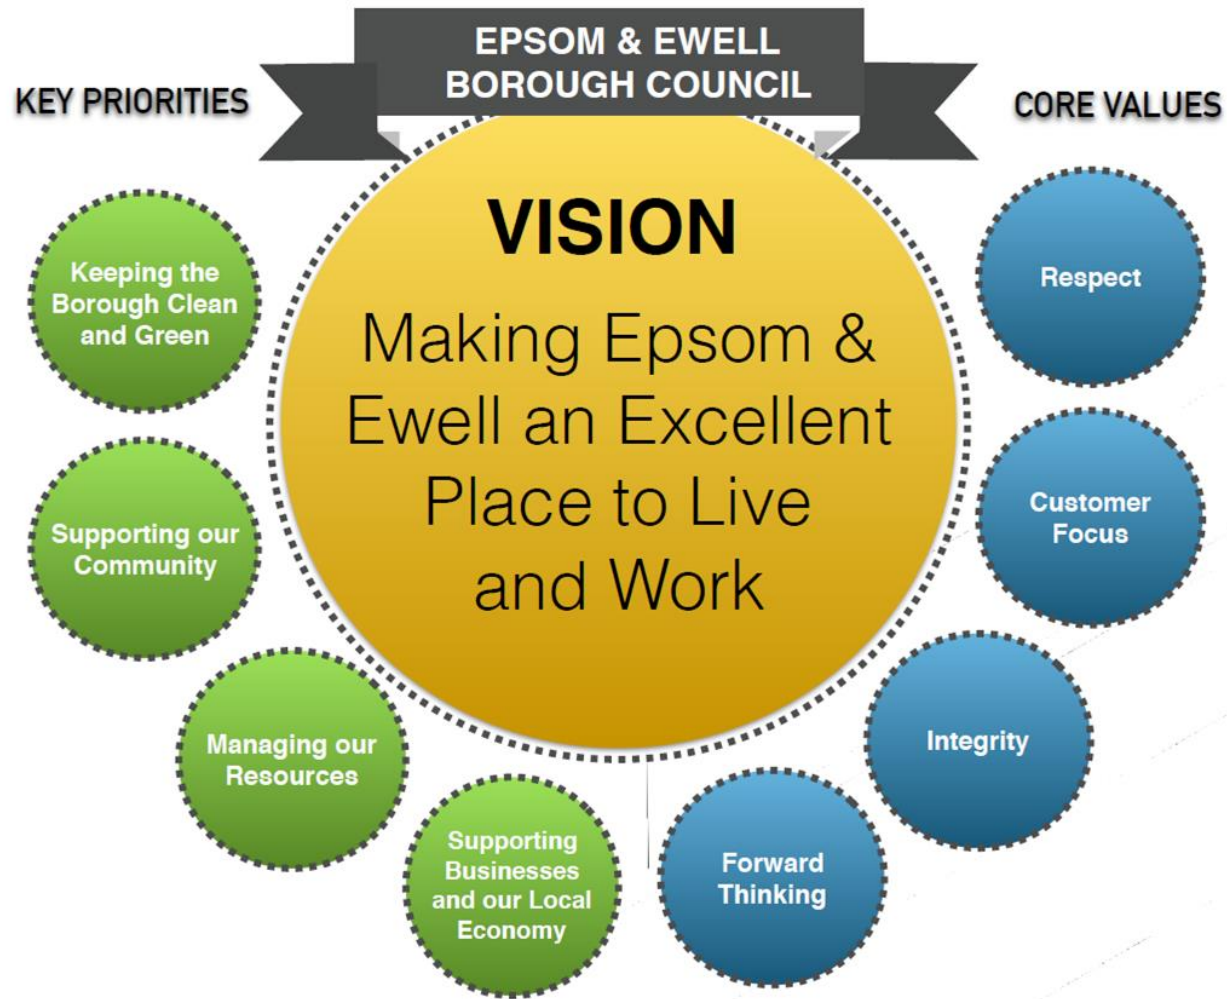 EPSOM & EWELL
BOROUGH COUNCIL
KEY PRIORITIES
CORE VALUES
VISION
Making Epsom &
Ewell an Excellent
Place to Live
and Work
Keeping the
Borough Clean
and Green
Supporting our
Community
Managing our
Resources
Supporting
Businesses
and our Local
Economy
Respect
Customer
Focus
Integrity
Forward
Thinking